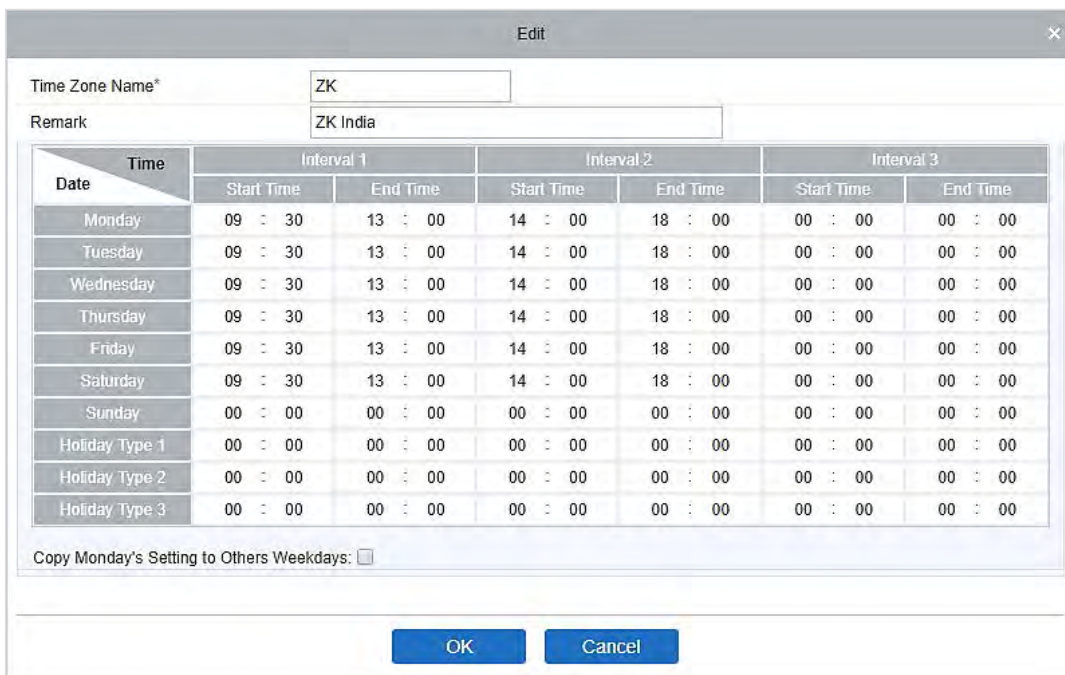 Edit ×
Time Zone Name* ZK
Remark ZK India
Time Interval 1 Interval 2 Interval 3
Date Start Time End Time Start Time End Time Start Time End Time
Monday 09 : 30 13 : 00 14 : 00 18 : 00 00 : 00 00 : 00
Tuesday 09 : 30 13 : 00 14 : 00 18 : 00 00 : 00 00 : 00
Wednesday 09 : 30 13 : 00 14 : 00 18 : 00 00 : 00 00 : 00
Thursday 09 : 30 13 : 00 14 : 00 18 : 00 00 : 00 00 : 00
Friday 09 : 30 13 : 00 14 : 00 18 : 00 00 : 00 00 : 00
Saturday 09 : 30 13 : 00 14 : 00 18 : 00 00 : 00 00 : 00
Sunday 00 : 00 00 : 00 00 : 00 00 : 00 00 : 00 00 : 00
Holiday Type 1 00 : 00 00 : 00 00 : 00 00 : 00 00 : 00 00 : 00
Holiday Type 2 00 : 00 00 : 00 00 : 00 00 : 00 00 : 00 00 : 00
Holiday Type 3 00 : 00 00 : 00 00 : 00 00 : 00 00 : 00 00 : 00
Copy Monday's Setting to Others Weekdays:
OK Cancel